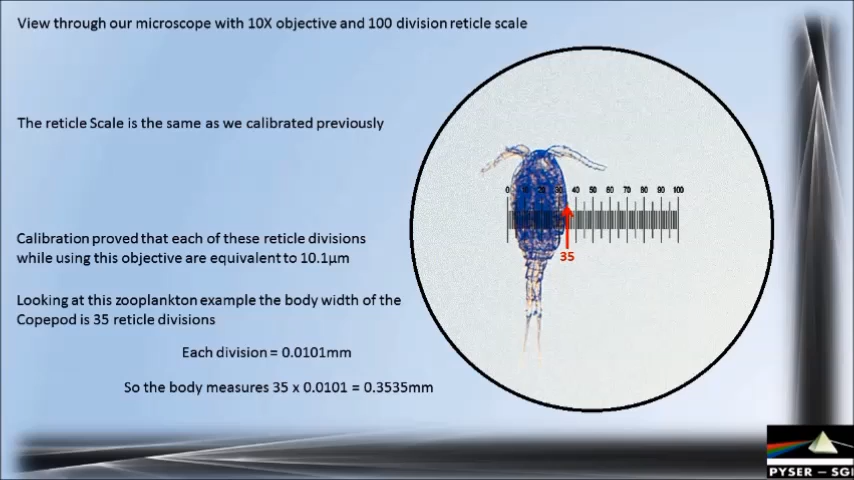 View through our microscope with 10X objective and 100 division reticle scale
The reticle Scale is the same as we calibrated previously
0 10 20 30 40 50 60 70 80 90 100
35
Calibration proved that each of these reticle divisions
while using this objective are equivalent to 10.1µm
Looking at this zooplankton example the body width of the
Copepod is 35 reticle divisions
Each division = 0.0101mm
So the body measures 35 x 0.0101 = 0.3535mm
PYSER – SGI